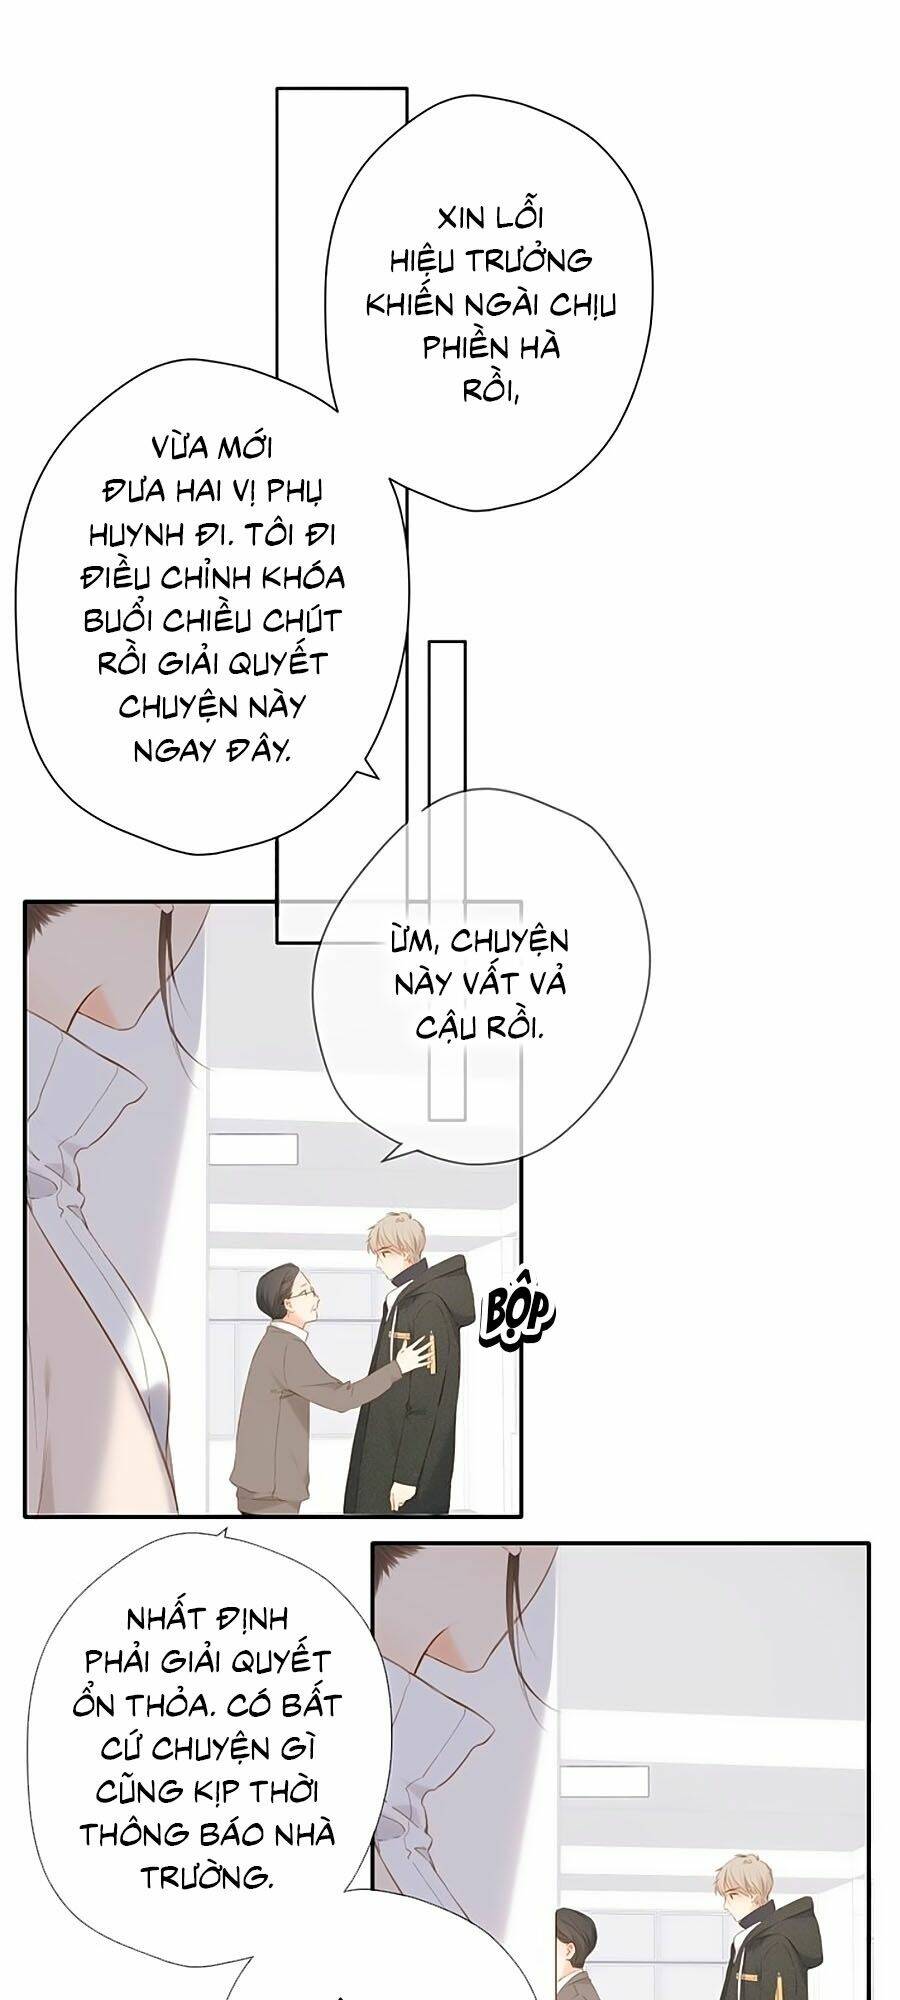 XIN LỖI
HIỆU TRƯỞNG
KHIẾN NGÀI CHỊU
PHIỀN HÀ
RỒI,
VỪA MỚI
ĐƯA HAI VỊ PHỤ
HUYNH ĐI. TÔI ĐI
ĐIỀU CHỈNH KHÓA
BUỔI CHIỀU CHÚT
RỒI GIẢI QUYẾT
CHUYỆN NÀY
NGAY ĐÂY.
ỪM, CHUYỆN
NÀY VẤT VẢ
CẬU RỒI.
BỘP
NHẤT ĐỊNH
PHẢI GIẢI QUYẾT
ỔN THỎA. CÓ BẤT
CỨ CHUYỆN GÌ
CŨNG KỊP THỜI
THÔNG BÁO NHÀ
TRƯỜNG.